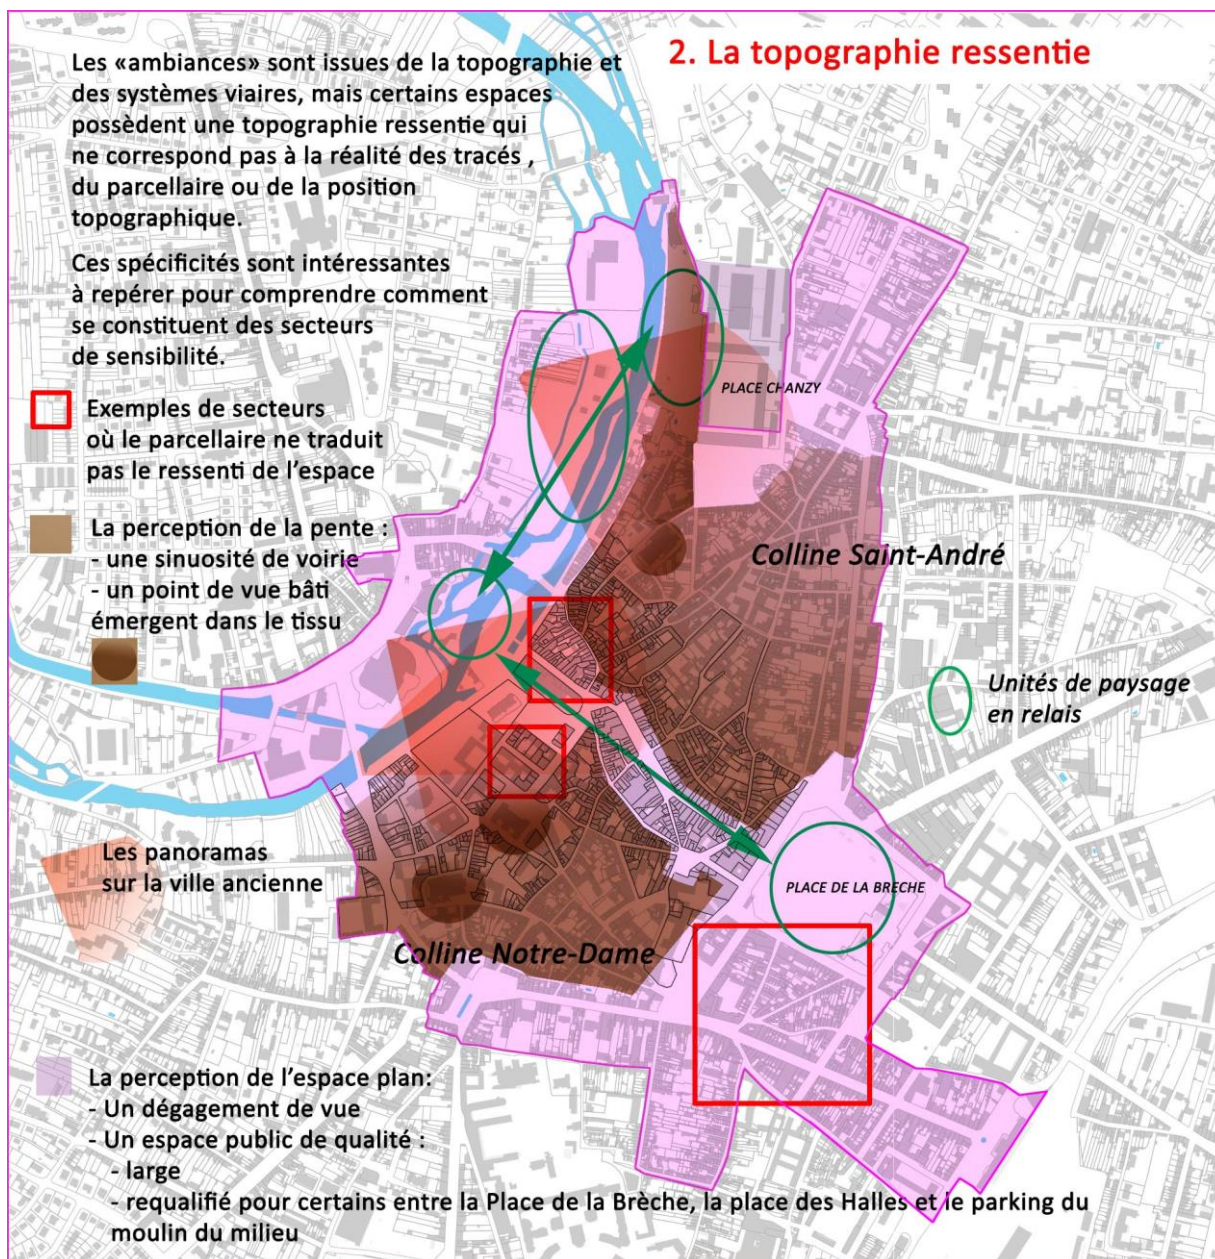 2. La topographie ressentie
Les «ambiances» sont issues de la topographie et
des systèmes viaires, mais certains espaces
possèdent une topographie ressentie qui
ne correspond pas à la réalité des tracés ,
du parcellaire ou de la position
topographique.
Ces spécificités sont intéressantes
à repérer pour comprendre comment
se constituent des secteurs
de sensibilité.
Exemples de secteurs
où le parcellaire ne traduit
pas le ressenti de l'espace
La perception de la pente :
- une sinuosité de voirie
- un point de vue bâti
émergent dans le tissu
PLACE CHANZY
Colline Saint-André
Unités de paysage
en relais
Les panoramas
sur la ville ancienne
PLACE DE LA BRECHE
Colline Notre-Dame
La perception de l'espace plan:
- Un dégagement de vue
- Un espace public de qualité :
- large
- requalifié pour certains entre la Place de la Brèche, la place des Halles et le parking du
moulin du milieu